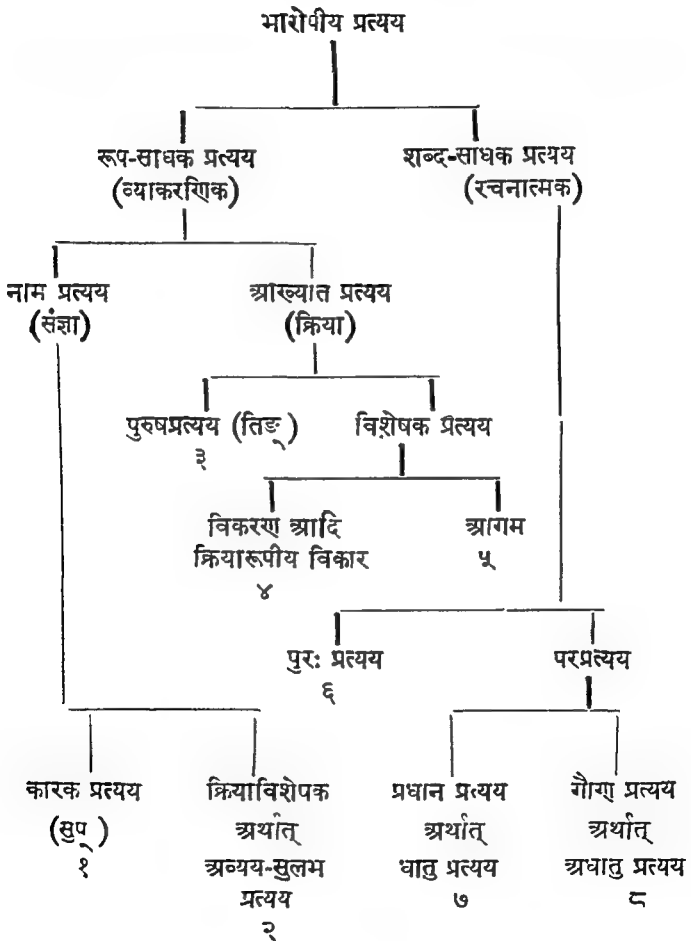 भारोपीय प्रत्यय
रूप-साधक प्रत्यय
(व्याकरणिक)
शब्द-साधक प्रत्यय
(रचनात्मक)
नाम प्रत्यय
(संज्ञा)
आख्यात प्रत्यय
(क्रिया)
पुरुषप्रत्यय (तिङ्)
३
विशेषक प्रत्यय
विकरण आदि
क्रियारूपीय विकार
४
आगम
५
पुरः प्रत्यय
६
परप्रत्यय
कारक प्रत्यय
(सुप्)
१
क्रियाविशेषक
अर्थात्
अव्यय-सुलभ
प्रत्यय
२
प्रधान प्रत्यय
अर्थात्
धातु प्रत्यय
७
गौण प्रत्यय
अर्थात्
अधातु प्रत्यय
८